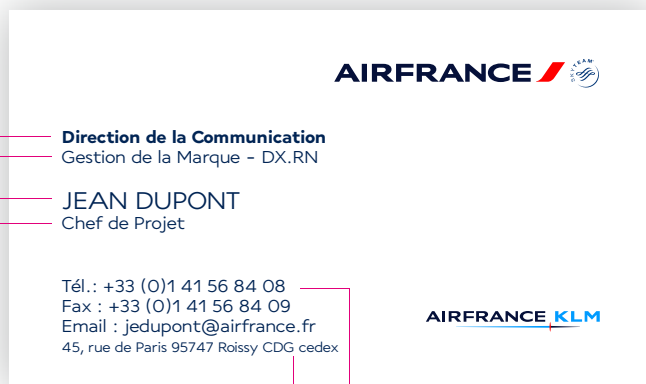 AIRFRANCE
SKYTEAM
Direction de la Communication
Gestion de la Marque - DX.RN
JEAN DUPONT
Chef de Projet
Tél.: +33 (0)1 41 56 84 08
Fax : +33 (0)1 41 56 84 09
Email : jedupont@airfrance.fr
45, rue de Paris 95747 Roissy CDG cedex
AIRFRANCE KLM